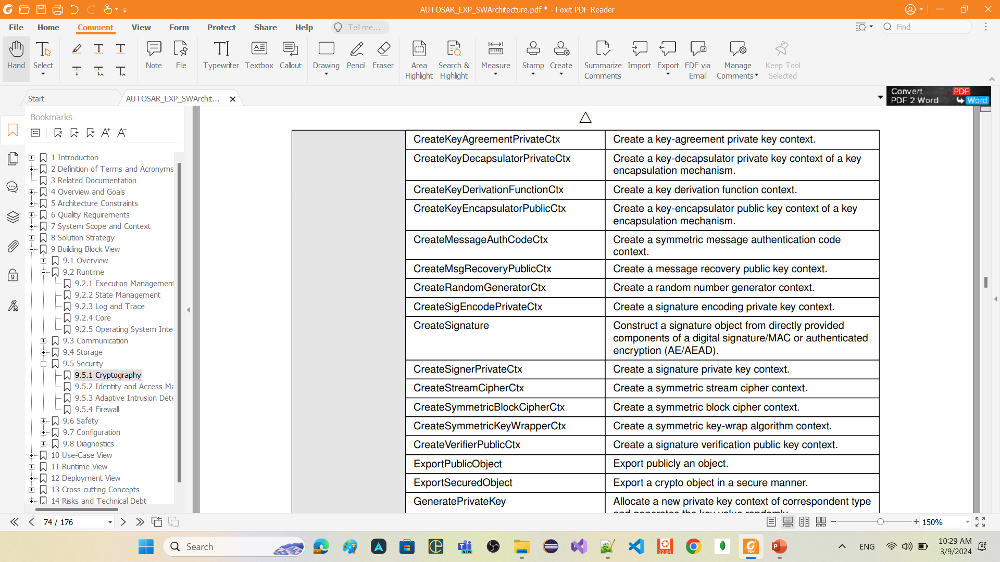 AUTOSAR_EXP_SWArchitecture.pdf * - Foxit PDF Reader
File
Home
Comment
View
Form
Protect
Share
Help
Tell me...
Find
Hand
Select
Note
File
Typewriter
Textbox
Callout
Drawing
Pencil
Eraser
Area
Highlight
Search &
Highlight
Measure
Stamp
Create
Summarize
Comments
Import
Export
FDF via
Email
Manage
Comments
Keep Tool
Selected
Start
AUTOSAR_EXP_SWArchit...
Convert
PDF 2 Word
PDF
Word
Bookmarks
1 Introduction
2 Definition of Terms and Acronyms
3 Related Documentation
4 Overview and Goals
5 Architecture Constraints
6 Quality Requirements
7 System Scope and Context
8 Solution Strategy
9 Building Block View
9.1 Overview
9.2 Runtime
9.2.1 Execution Management
9.2.2 State Management
9.2.3 Log and Trace
9.2.4 Core
9.2.5 Operating System Inte
9.3 Communication
9.4 Storage
9.5 Security
9.5.1 Cryptography
9.5.2 Identity and Access Ma
9.5.3 Adaptive Intrusion Dete
9.5.4 Firewall
9.6 Safety
9.7 Configuration
9.8 Diagnostics
10 Use-Case View
11 Runtime View
12 Deployment View
13 Cross-cutting Concepts
14 Risks and Technical Debt
CreateKeyAgreementPrivateCtx
Create a key-agreement private key context.
CreateKeyDecapsulatorPrivateCtx
Create a key-decapsulator private key context of a key
encapsulation mechanism.
CreateKeyDerivationFunctionCtx
Create a key derivation function context.
CreateKeyEncapsulatorPublicCtx
Create a key-encapsulator public key context of a key
encapsulation mechanism.
CreateMessageAuthCodeCtx
Create a symmetric message authentication code
context.
CreateMsgRecoveryPublicCtx
Create a message recovery public key context.
CreateRandomGeneratorCtx
Create a random number generator context.
CreateSigEncodePrivateCtx
Create a signature encoding private key context.
CreateSignature
Construct a signature object from directly provided
components of a digital signature/MAC or authenticated
encryption (AE/AEAD).
CreateSignerPrivateCtx
Create a signature private key context.
CreateStreamCipherCtx
Create a symmetric stream cipher context.
CreateSymmetricBlockCipherCtx
Create a symmetric block cipher context.
CreateSymmetricKeyWrapperCtx
Create a symmetric key-wrap algorithm context.
CreateVerifierPublicCtx
Create a signature verification public key context.
ExportPublicObject
Export publicly an object.
ExportSecuredObject
Export a crypto object in a secure manner.
GeneratePrivateKey
Allocate a new private key context of correspondent type
and generates the key value randomly.
74 / 176
150%
Search
NEW
22.04
PDF
ENG
10:29 AM
3/9/2024